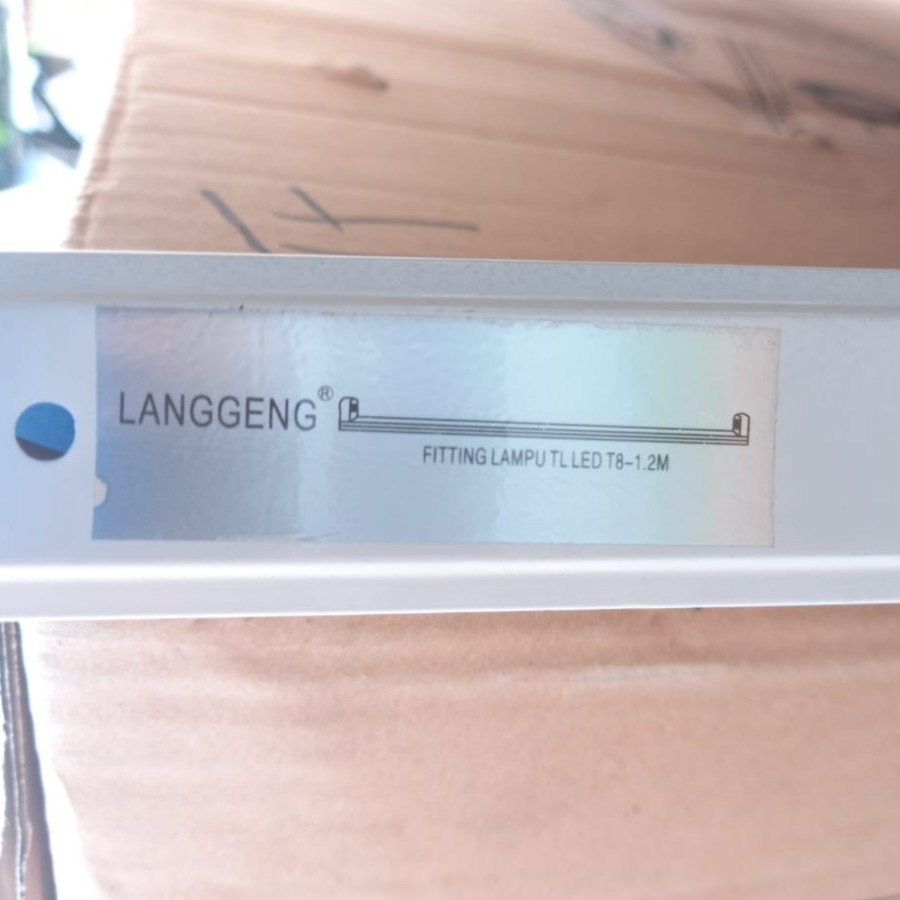 LANGGENG®
FITTING LAMPU TL LED T8-1.2M